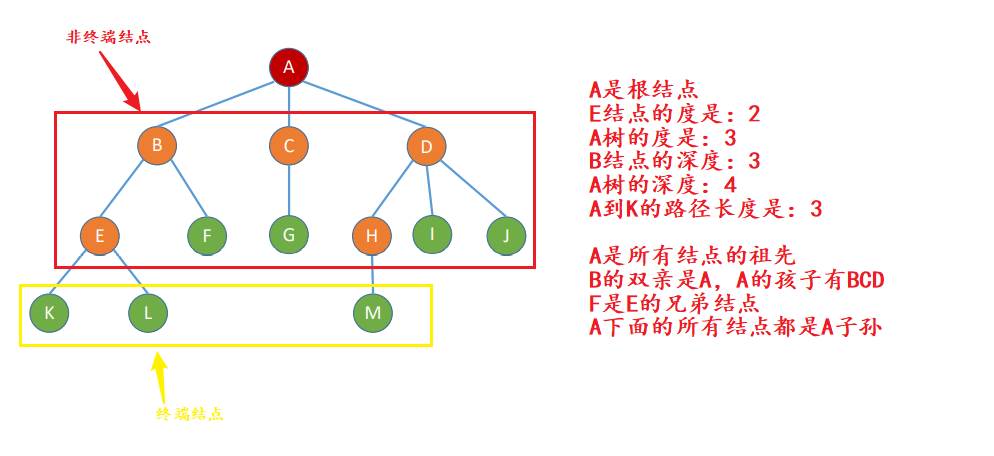 非终端结点
A
B
C
D
E
F
G
H
I
J
K
L
M
终端结点
A是根结点
E结点的度是：2
A树的度是：3
B结点的深度：3
A树的深度：4
A到K的路径长度是：3
A是所有结点的祖先
B的双亲是A，A的孩子有BCD
F是E的兄弟结点
A下面的所有结点都是A子孙